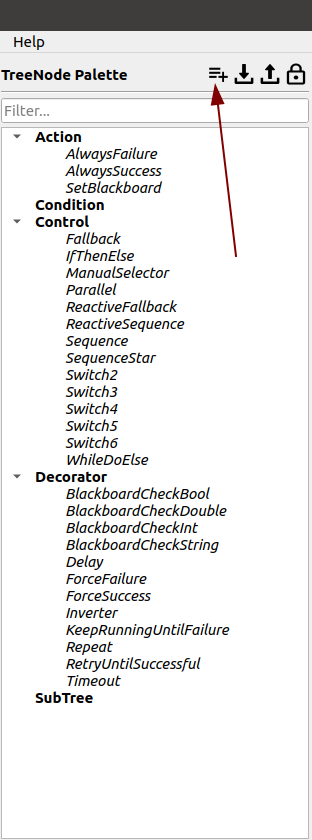 Help
TreeNode Palette
Filter...
Action
AlwaysFailure
AlwaysSuccess
SetBlackboard
Condition
Control
Fallback
IfThenElse
ManualSelector
Parallel
ReactiveFallback
ReactiveSequence
Sequence
SequenceStar
Switch2
Switch3
Switch4
Switch5
Switch6
WhileDoElse
Decorator
BlackboardCheckBool
BlackboardCheckDouble
BlackboardCheckInt
BlackboardCheckString
Delay
ForceFailure
ForceSuccess
Inverter
KeepRunningUntilFailure
Repeat
RetryUntilSuccessful
Timeout
SubTree